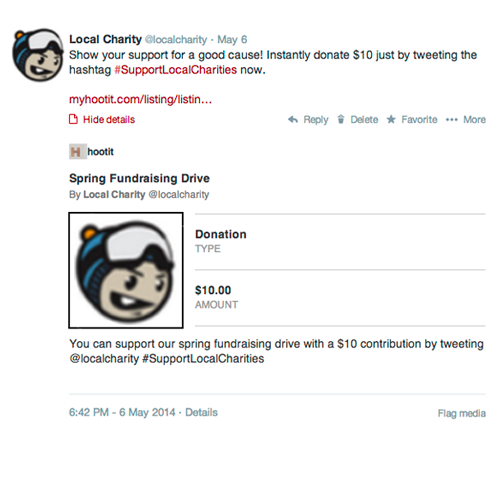 Local Charity @localcharity · May 6
Show your support for a good cause! Instantly donate $10 just by tweeting the
hashtag #SupportLocalCharities now.
myhootit.com/listing/listin…
Hide details
Reply Delete Favorite ••• More
H hootit
Spring Fundraising Drive
By Local Charity @localcharity
Donation
TYPE
$10.00
AMOUNT
You can support our spring fundraising drive with a $10 contribution by tweeting
@localcharity #SupportLocalCharities
6:42 PM - 6 May 2014 · Details
Flag media